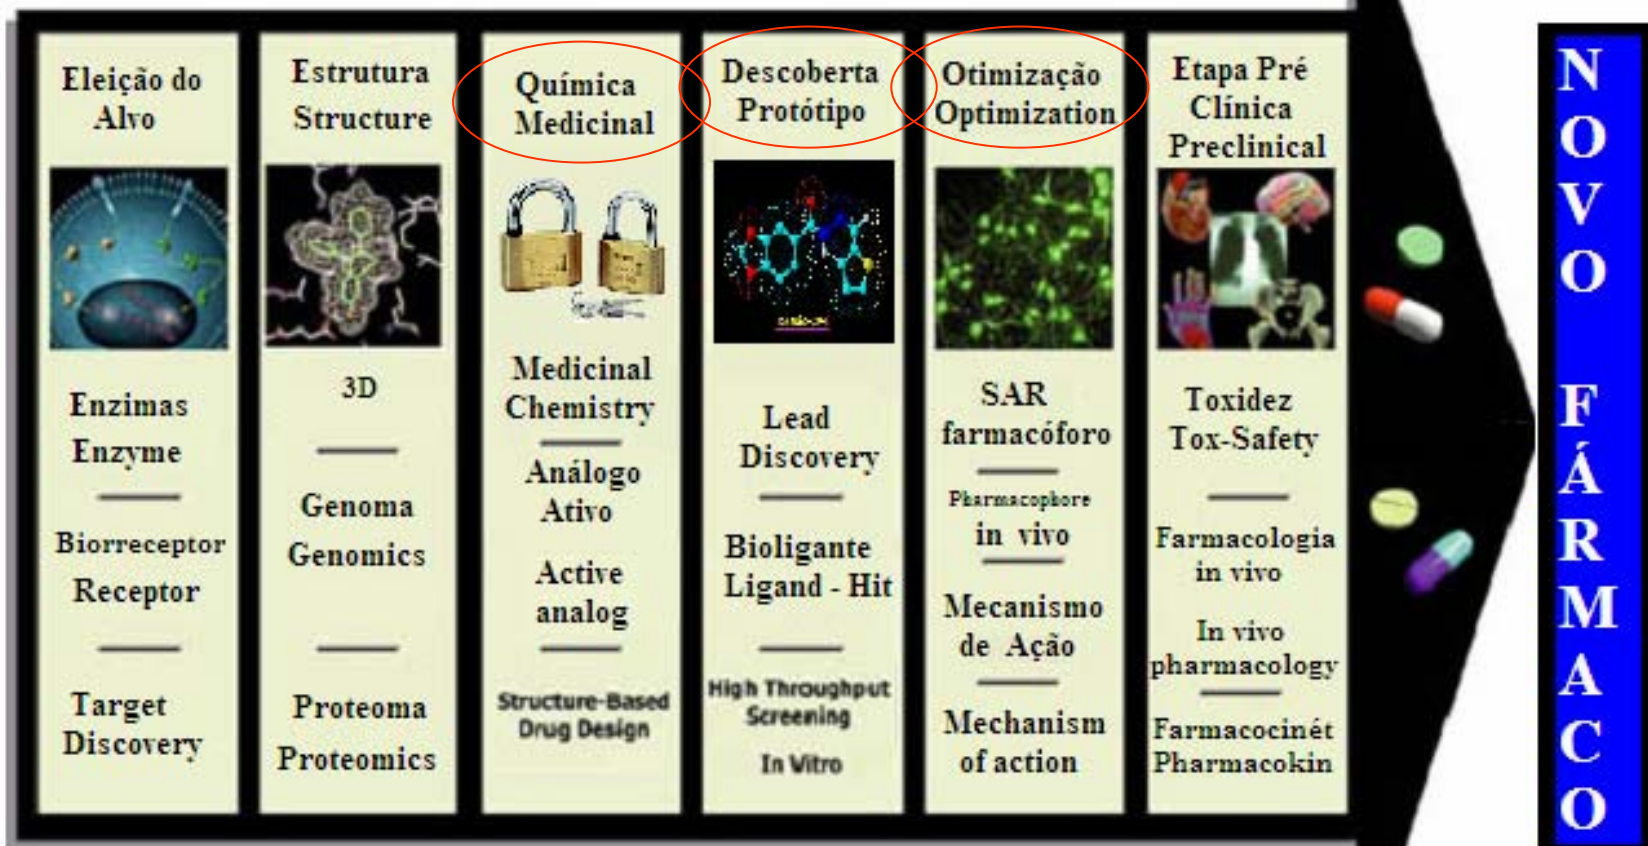 Eleição do
Alvo
Enzimas
Enzyme
Biorreceptor
Receptor
Target
Discovery
Estrutura
Structure
3D
Genoma
Genomics
Proteoma
Proteomics
Química
Medicinal
Medicinal
Chemistry
Análogo
Ativo
Active
analog
Structure-Based
Drug Design
Descoberta
Protótipo
Lead
Discovery
Bioligante
Ligand - Hit
High Throughput
Screening
In Vitro
Otimização
Optimization
SAR
farmacóforo
Pharmacophore
in vivo
Mecanismo
de Ação
Mechanism
of action
Etapa Pré
Clínica
Preclinical
Toxidez
Tox-Safety
Farmacologia
in vivo
In vivo
pharmacology
Farmacocinét
Pharmacokin
NOVO
FÁRMACO